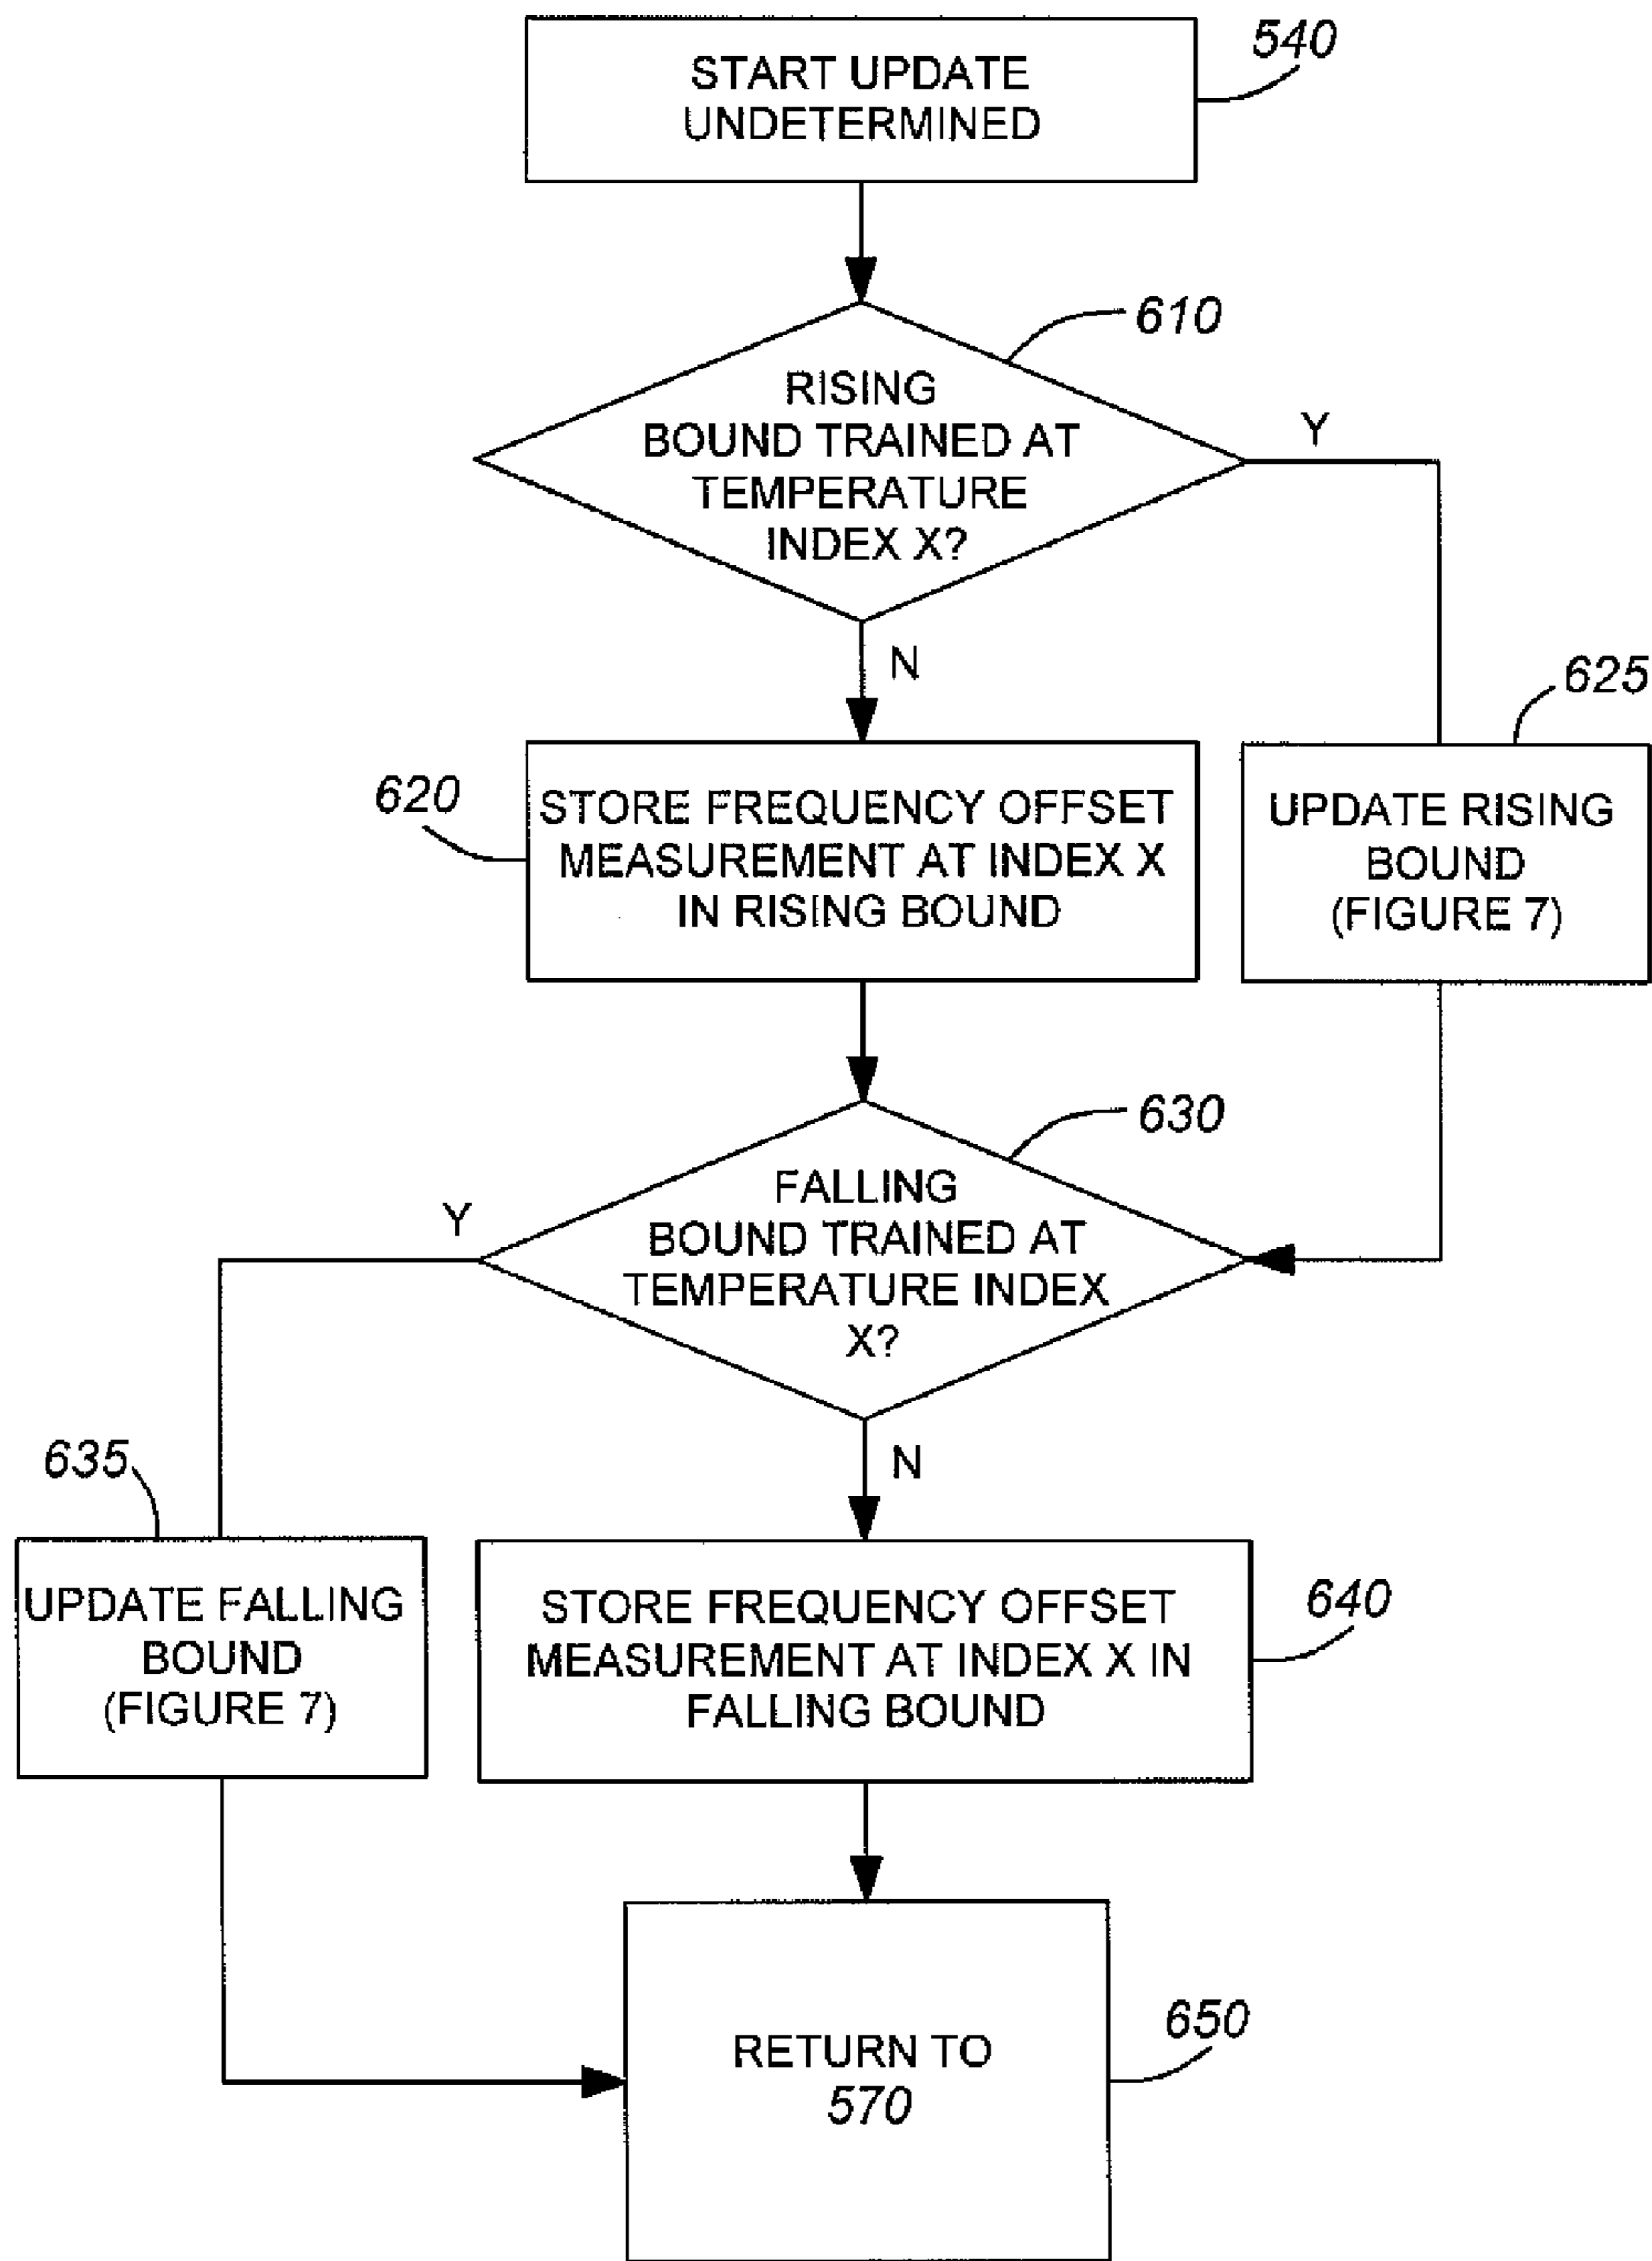 START UPDATE
UNDETERMINED
540
610
RISING
BOUND TRAINED AT
TEMPERATURE
INDEX X?
Y
N
625
620
STORE FREQUENCY OFFSET
MEASUREMENT AT INDEX X
IN RISING BOUND
UPDATE RISING
BOUND
(FIGURE 7)
630
FALLING
BOUND TRAINED AT
TEMPERATURE INDEX
X?
Y
N
635
UPDATE FALLING
BOUND
(FIGURE 7)
STORE FREQUENCY OFFSET
MEASUREMENT AT INDEX X IN
FALLING BOUND
640
RETURN TO
570
650